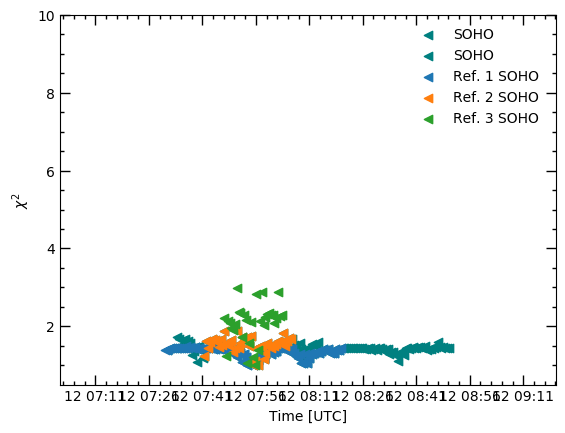 10
8
6
4
2
χ²
SOHO
SOHO
Ref. 1 SOHO
Ref. 2 SOHO
Ref. 3 SOHO
12 07:11 12 07:26 12 07:41 12 07:56 12 08:11 12 08:26 12 08:41 12 08:56 12 09:11
Time [UTC]